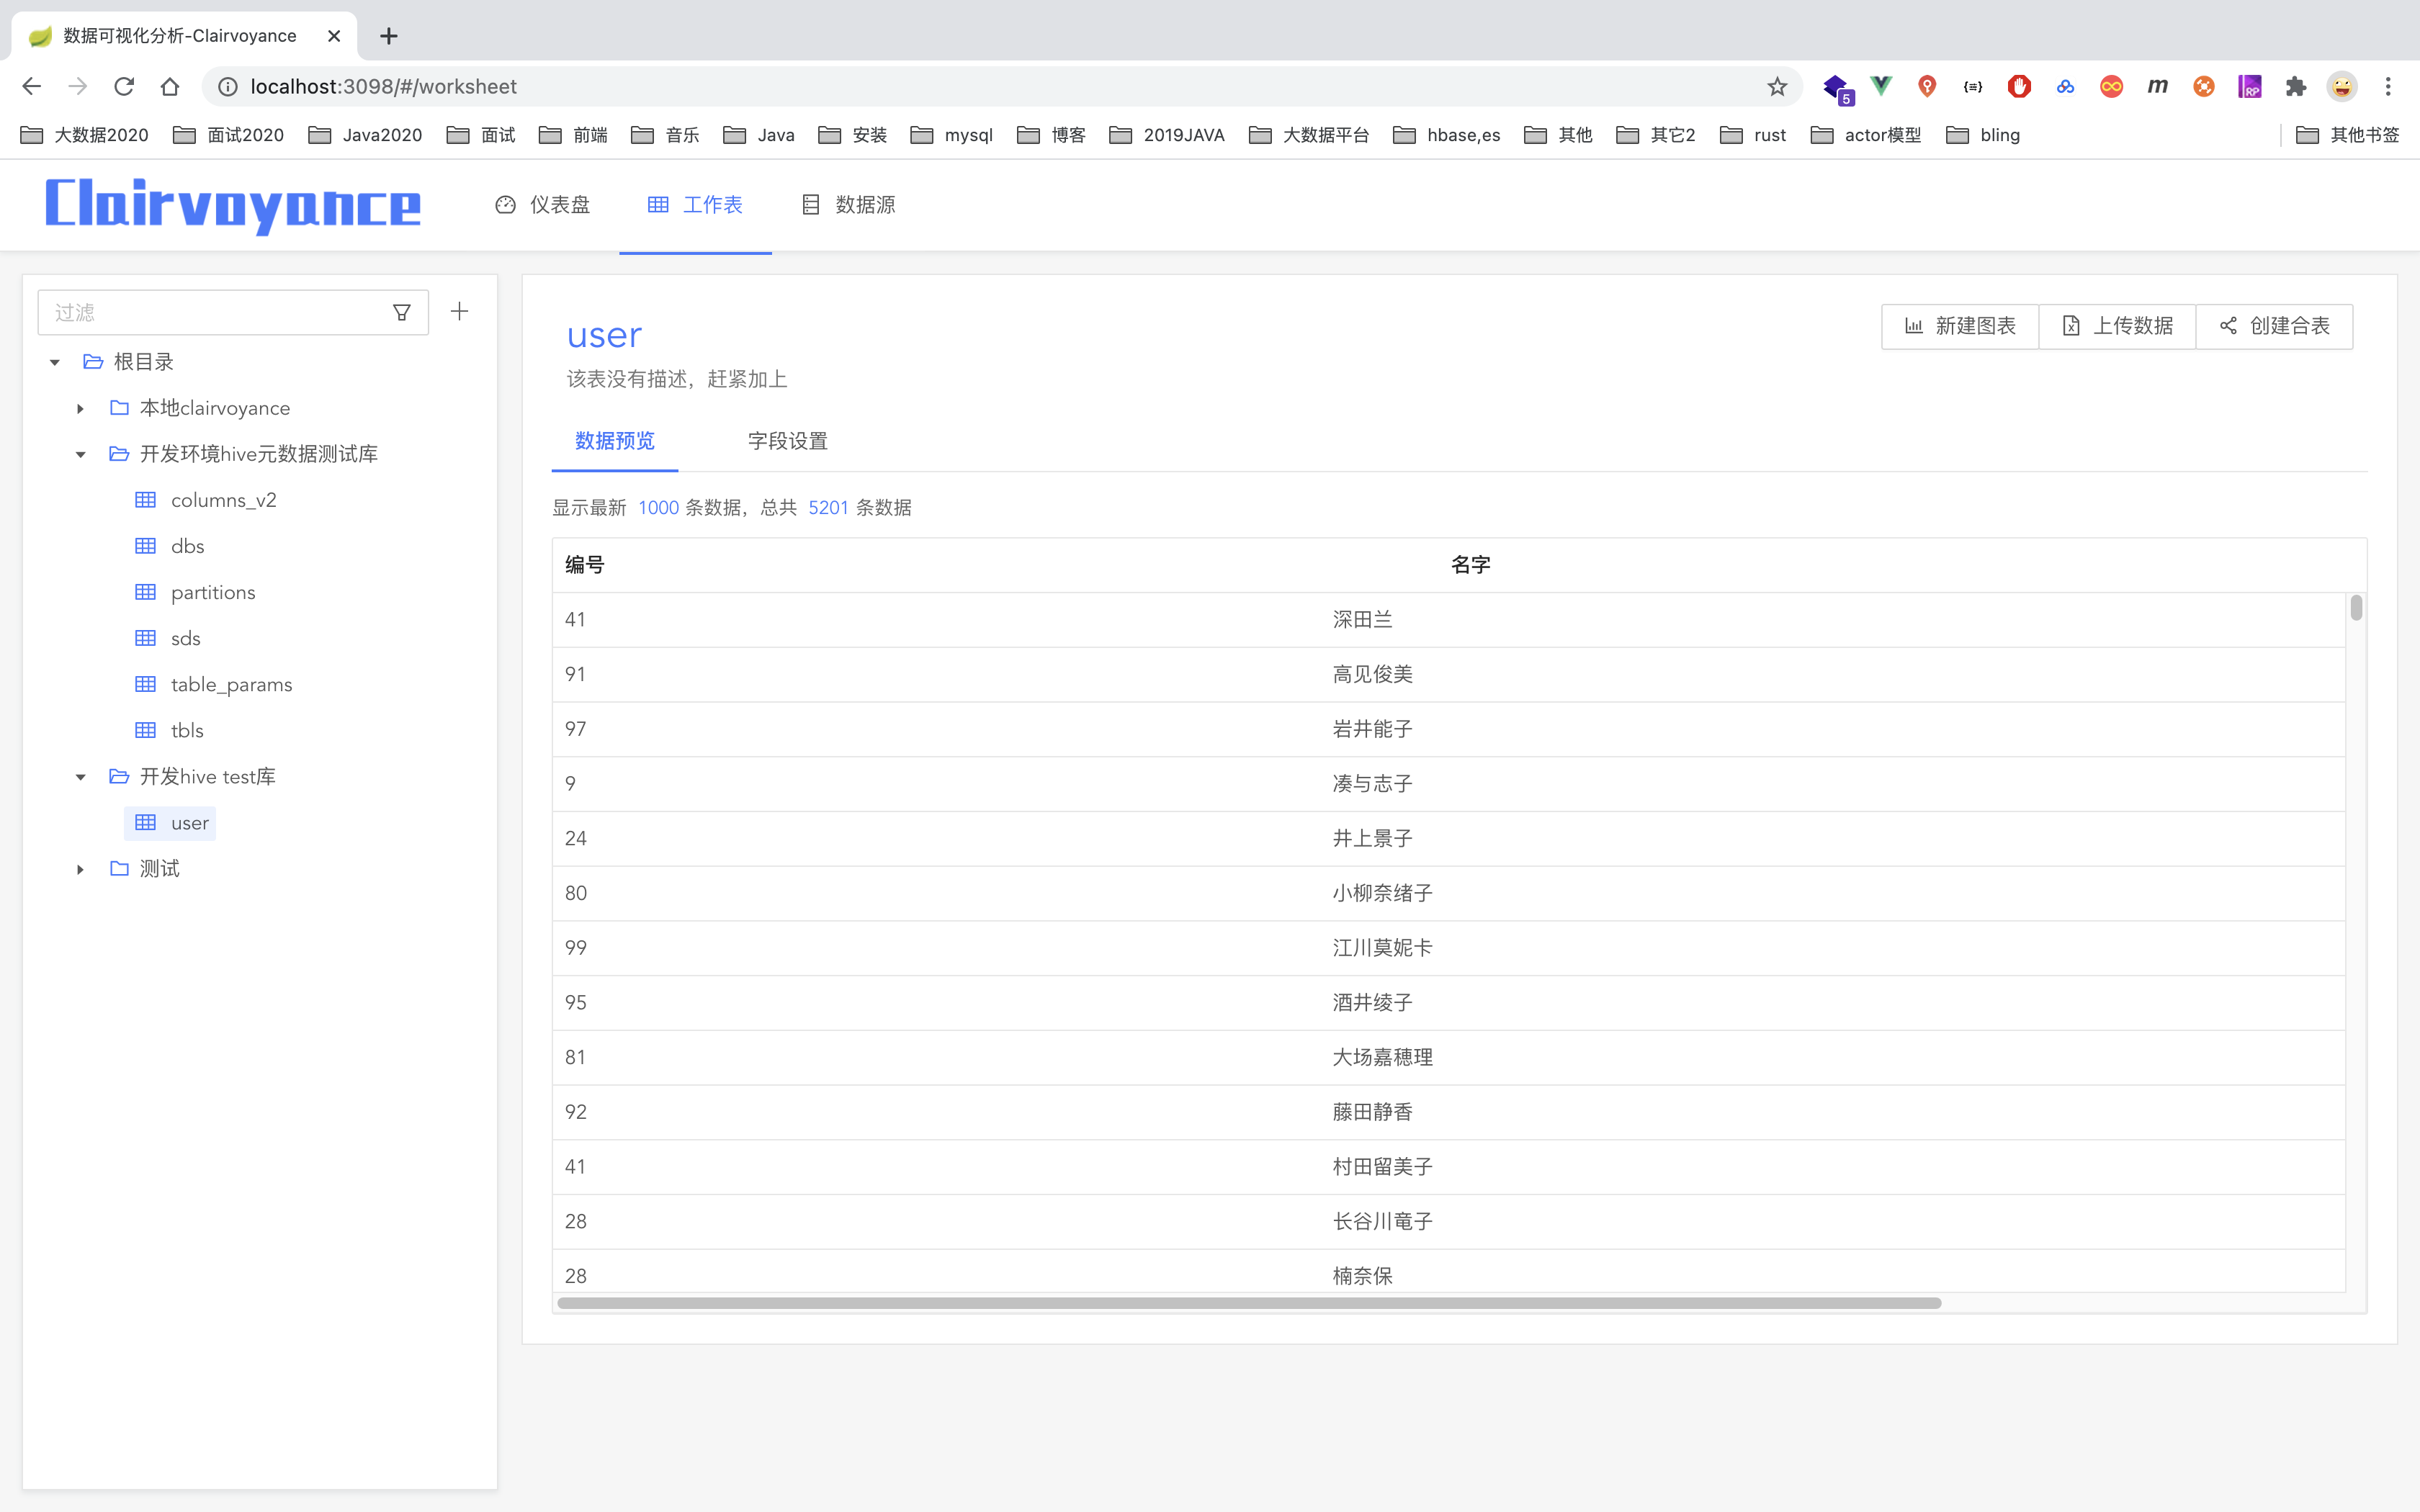 数据可视化分析-Clairvoyance
localhost:3098/#/worksheet
5
RP
大数据2020 面试2020 Java2020 面试 前端 音乐 Java 安装 mysql 博客 2019JAVA 大数据平台 hbase,es 其他 其它2 rust actor模型 bling 其他书签
Clairvoyance 仪表盘 工作表 数据源
过滤
根目录
本地clairvoyance
开发环境hive元数据测试库
columns_v2
dbs
partitions
sds
table_params
tbls
开发hive test库
user
测试
user
新建图表 上传数据 创建合表
该表没有描述，赶紧加上
数据预览 字段设置
显示最新 1000 条数据，总共 5201 条数据
编号 名字
41 深田兰
91 高见俊美
97 岩井能子
9 凑与志子
24 井上景子
80 小柳奈绪子
99 江川莫妮卡
95 酒井绫子
81 大场嘉穂理
92 藤田静香
41 村田留美子
28 长谷川竜子
28 楠奈保